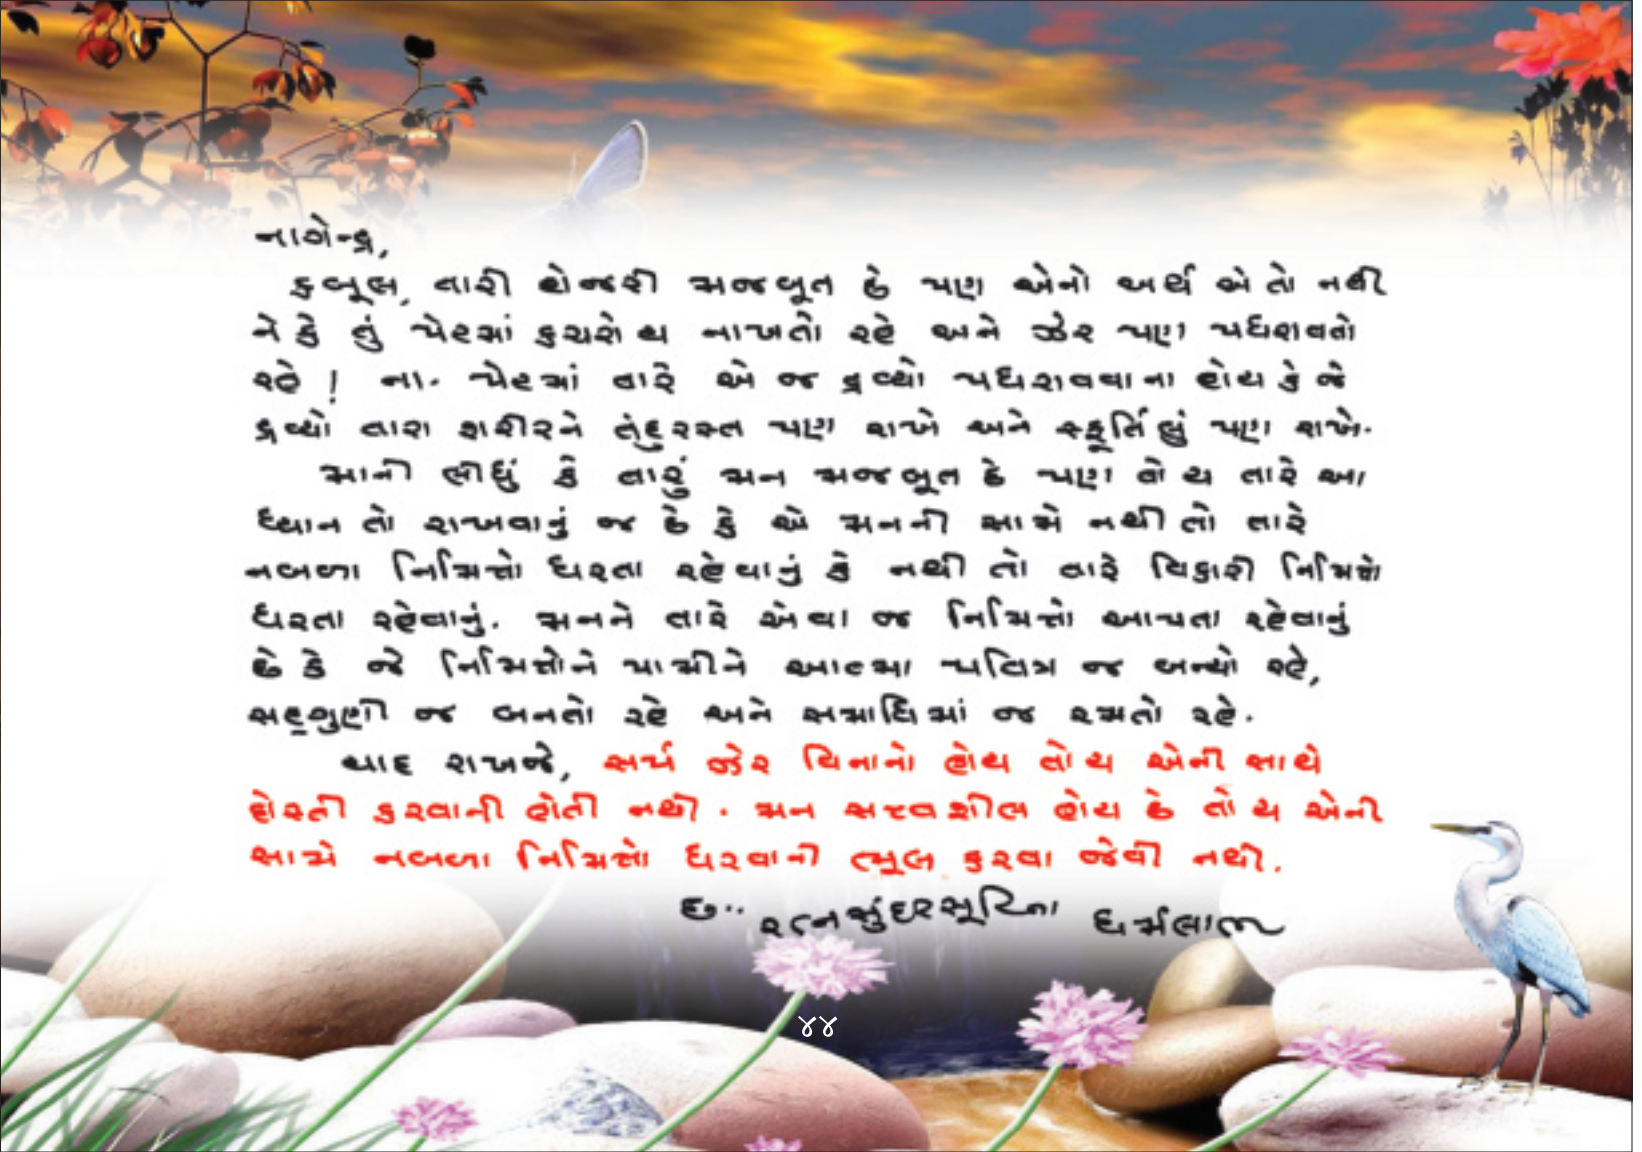 નાગેન્દ્ર,
કબૂલ, તારી હોજરી મજબૂત છે પણ એનો અર્થ એ તો નથી
ને કે તું પેટમાં કચરો ય નાખતો રહે અને ઝેર પણ પધરાવતો
રહે ! ના. પેટમાં તારે એ જ દ્રવ્યો પધરાવવાના હોય કે જે
દ્રવ્યો તારા શરીરને તંદુરસ્ત પણ રાખે અને સ્ફૂર્તિલું પણ રાખે.
માની લીધું કે તારું મન મજબૂત છે પણ તો ય તારે આ
ધ્યાન તો રાખવાનું જ છે કે એ મનની સામે નથી તો તારે
નબળા નિમિત્તો ધરતા રહેવાનું કે નથી તો તારે વિકારી નિમિત્તો
ધરતા રહેવાનું. મનને તારે એવા જ નિમિત્તો આપતા રહેવાનું
છે કે જે નિમિત્તોને પામીને આત્મા પવિત્ર જ બન્યો રહે,
સદ્ગુણી જ બનતો રહે અને સમાધિમાં જ રમતો રહે.
યાદ રાખજે, સર્પ ઝેર વિનાનો હોય તો ય એની સાથે
દોસ્તી કરવાની હોતી નથી. મન સત્ત્વશીલ હોય છે તો ય એની
સામે નબળા નિમિત્તો ધરવાની ભૂલ કરવા જેવી નથી.
દ.. રત્નસુંદરસૂરિના ધર્મલાભ
૪૪